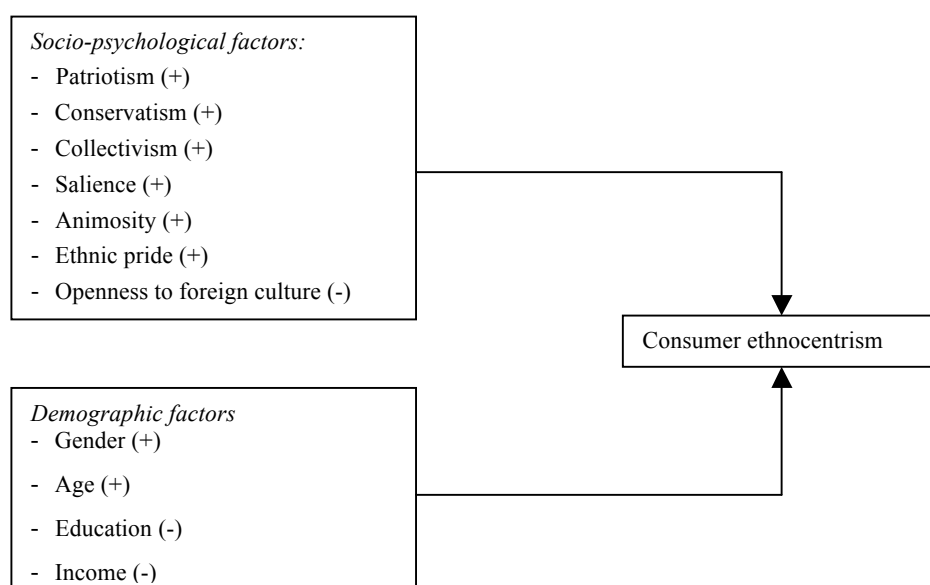 Socio-psychological factors:
- Patriotism (+)
- Conservatism (+)
- Collectivism (+)
- Salience (+)
- Animosity (+)
- Ethnic pride (+)
- Openness to foreign culture (-)
Consumer ethnocentrism
Demographic factors
- Gender (+)
- Age (+)
- Education (-)
- Income (-)